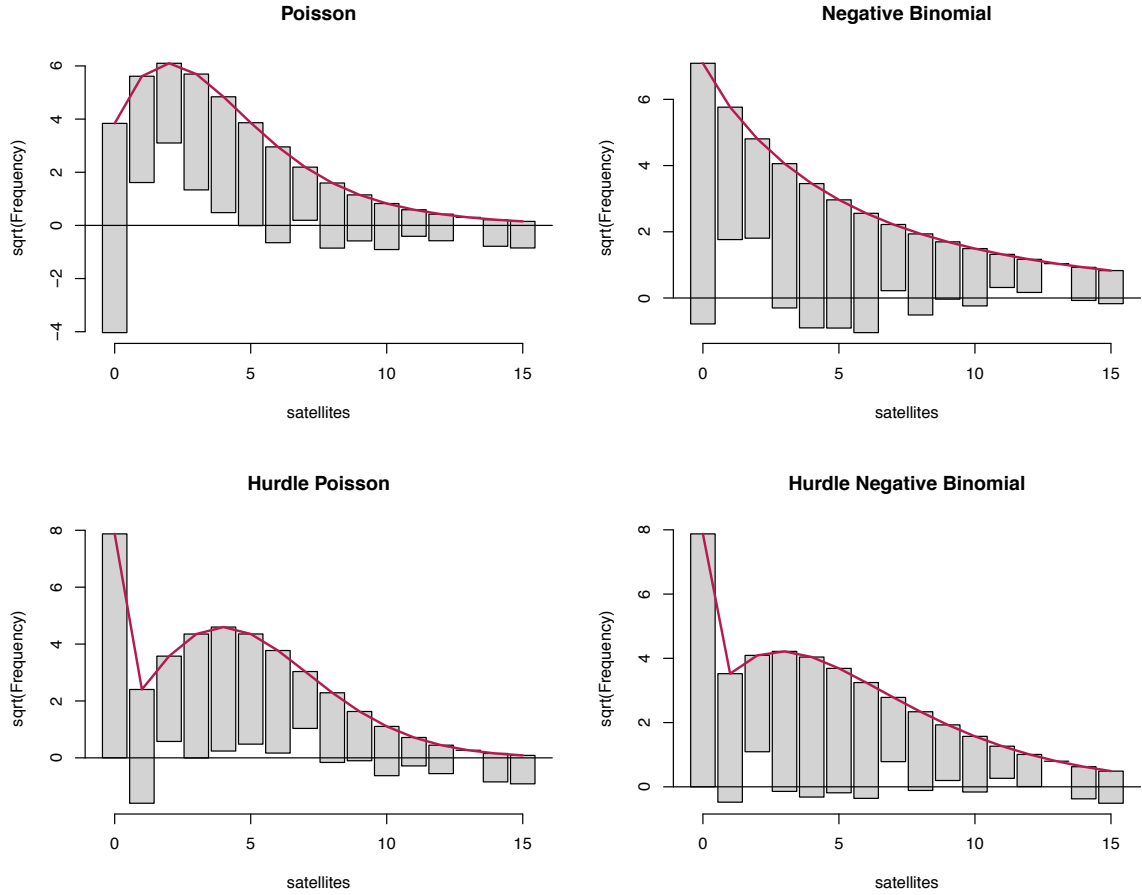 Poisson
Negative Binomial
sqrt(Frequency)
6
4
2
0
−2
−4
0 5 10 15
satellites
sqrt(Frequency)
6
4
2
0
0 5 10 15
satellites
Hurdle Poisson
Hurdle Negative Binomial
sqrt(Frequency)
8
6
4
2
0
0 5 10 15
satellites
sqrt(Frequency)
8
6
4
2
0
0 5 10 15
satellites